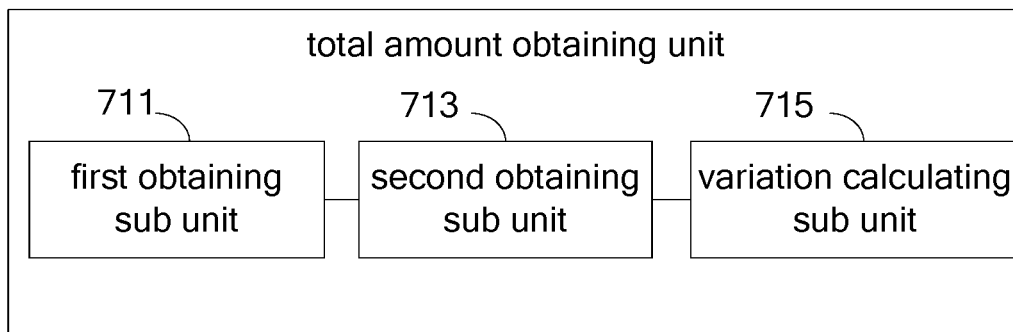 total amount obtaining unit
711
713
715
first obtaining
sub unit
second obtaining
sub unit
variation calculating
sub unit